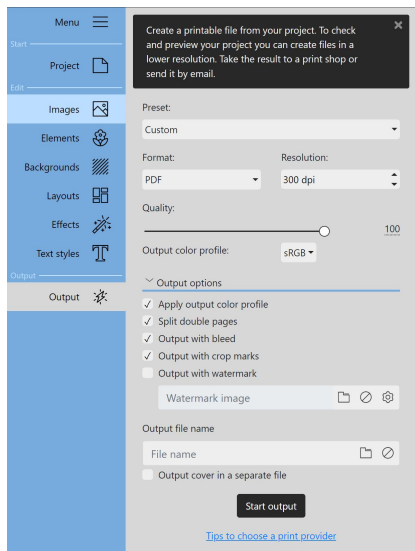 Menu
Start
Project
Edit
Images
Elements
Backgrounds
Layouts
Effects
Text styles
Output
Output
Create a printable file from your project. To check
and preview your project you can create files in a
lower resolution. Take the result to a print shop or
send it by email.
Preset:
Custom
Format:
Resolution:
PDF
300 dpi
Quality:
100
Output color profile:
sRGB
Output options
Apply output color profile
Split double pages
Output with bleed
Output with crop marks
Output with watermark
Watermark image
Output file name
File name
Output cover in a separate file
Start output
Tips to choose a print provider